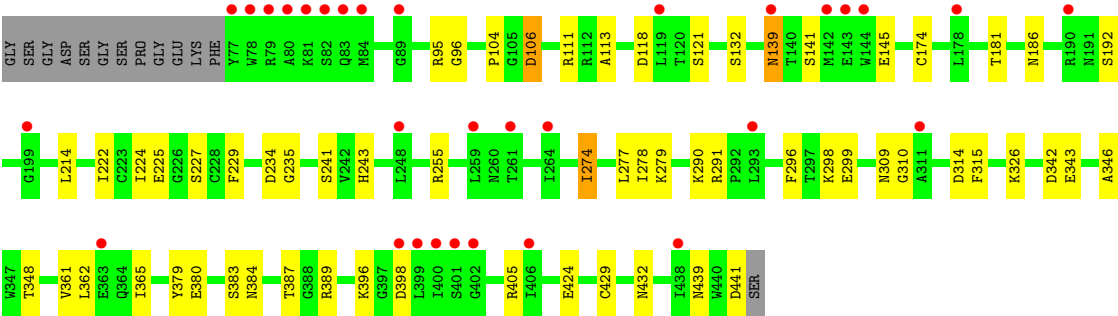 GLY SER GLY ASP SER GLY SER PRO GLY GLU LYS PHE Y77 W78 R79 A80 K81 S82 Q83 M84 G89 R95 G96 P104 G105 D106 R111 R112 A113 D118 L119 T120 S121 S132 N139 T140 S141 M142 E143 W144 E145 C174 L178 T181 N186 R190 N191 S192
G199 L214 I222 C223 I224 E225 G226 S227 C228 F229 D234 G235 S241 V242 H243 L248 R255 L259 N260 T261 I264 I274 L277 I278 K279 K290 R291 P292 L293 F296 T297 K298 E299 N309 G310 A311 D314 F315 K326 D342 E343 A346
W347 T348 V361 L362 E363 Q364 I365 Y379 E380 S383 N384 T387 G388 R389 K396 G397 D398 L399 I400 S401 G402 R405 I406 E424 C429 N432 I438 N439 W440 D441 SER